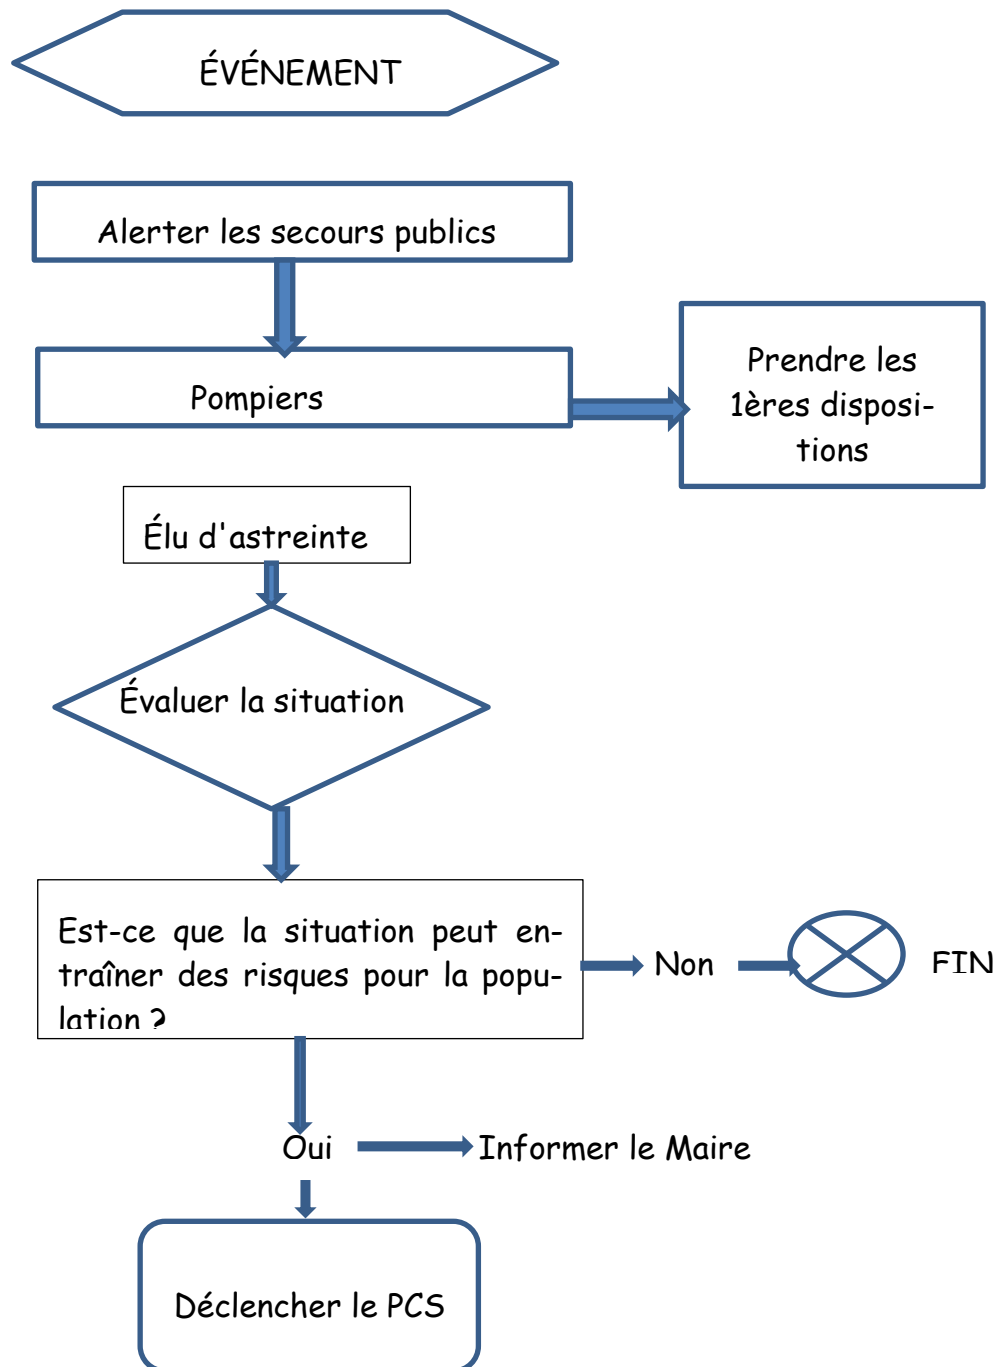 ÉVÉNEMENT
Alerter les secours publics
Pompiers
Prendre les
1ères disposi-
tions
Élu d'astreinte
Évaluer la situation
Est-ce que la situation peut en-
traîner des risques pour la popu-
lation ?
Non
FIN
Oui
Informer le Maire
Déclencher le PCS